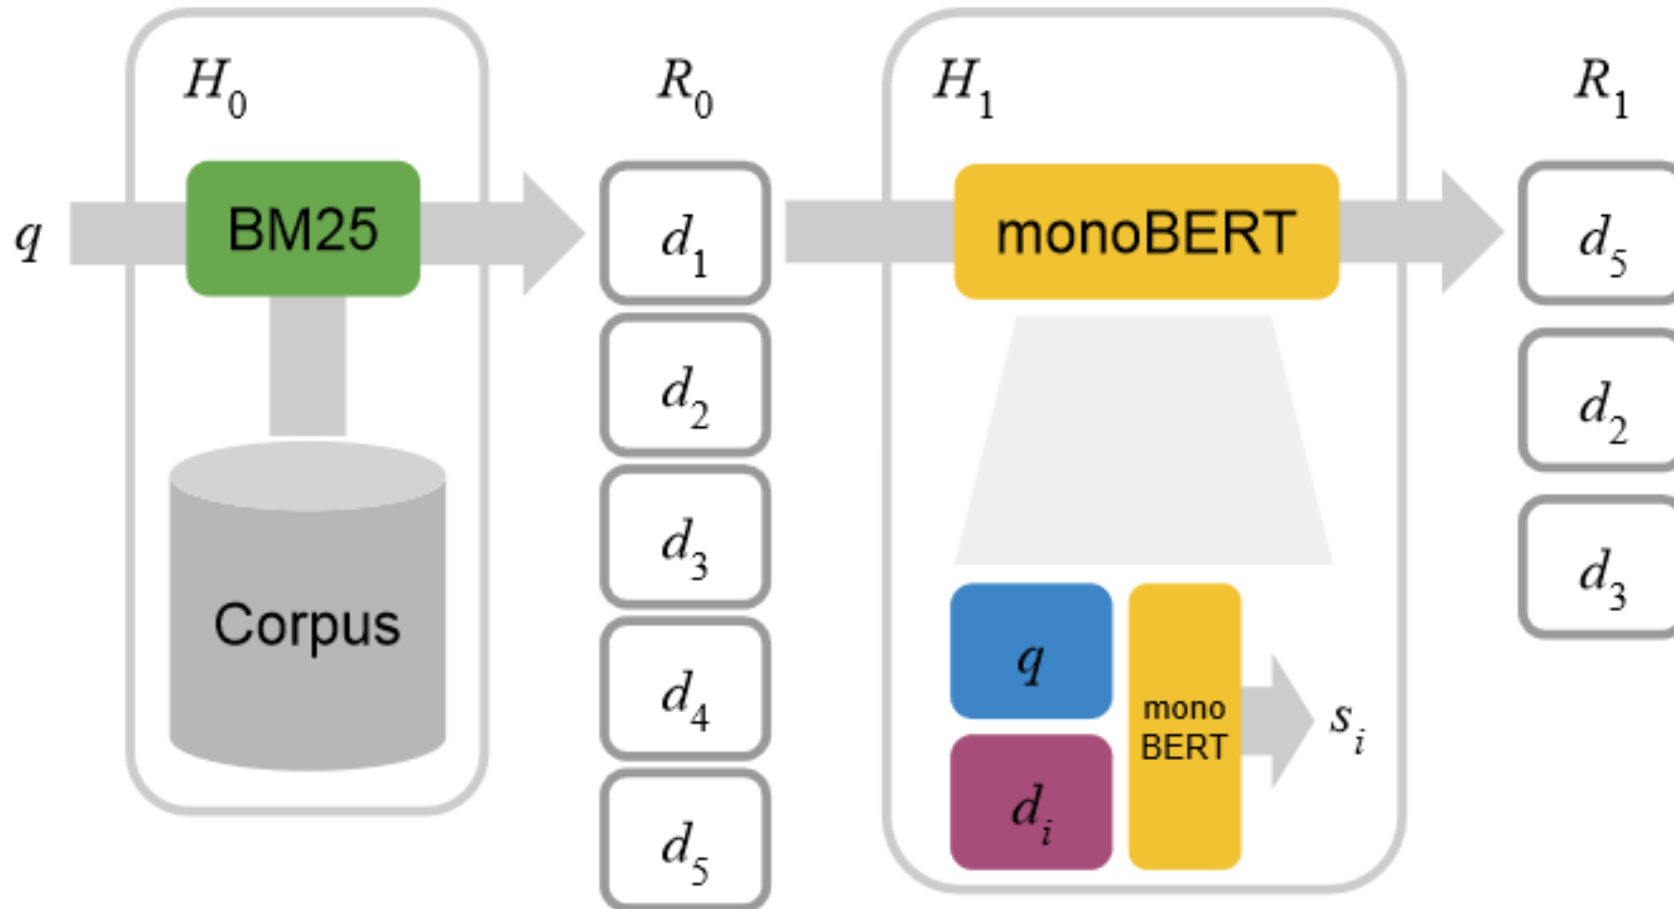 H0
R0
H1
R1
q
BM25
d1
monoBERT
d5
d2
d2
d3
d3
Corpus
q
d4
mono
BERT
si
di
d5